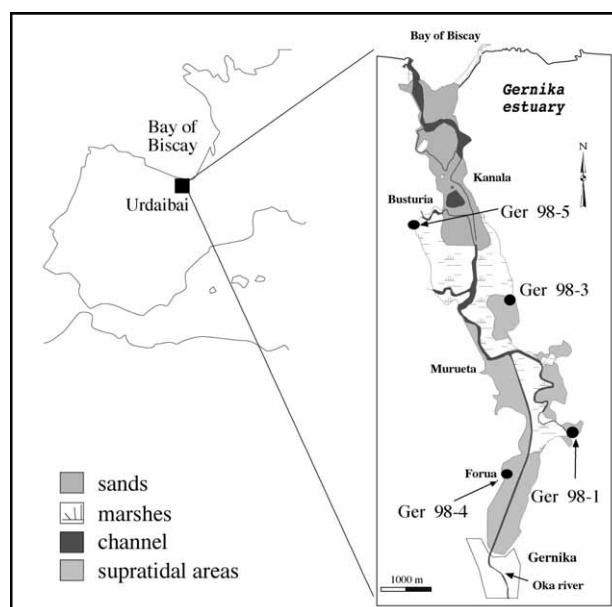 Bay of
Biscay
Urdaibai
sands
marshes
channel
supratidal areas
Bay of Biscay
Gernika
estuary
N
Kanala
Busturia
Ger 98-5
Ger 98-3
Murueta
Forua
Ger 98-4
Ger 98-1
Gernika
1000 m
Oka river